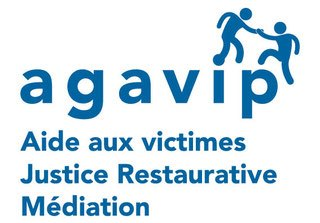 agavip
Aide aux victimes
Justice Restaurative
Médiation